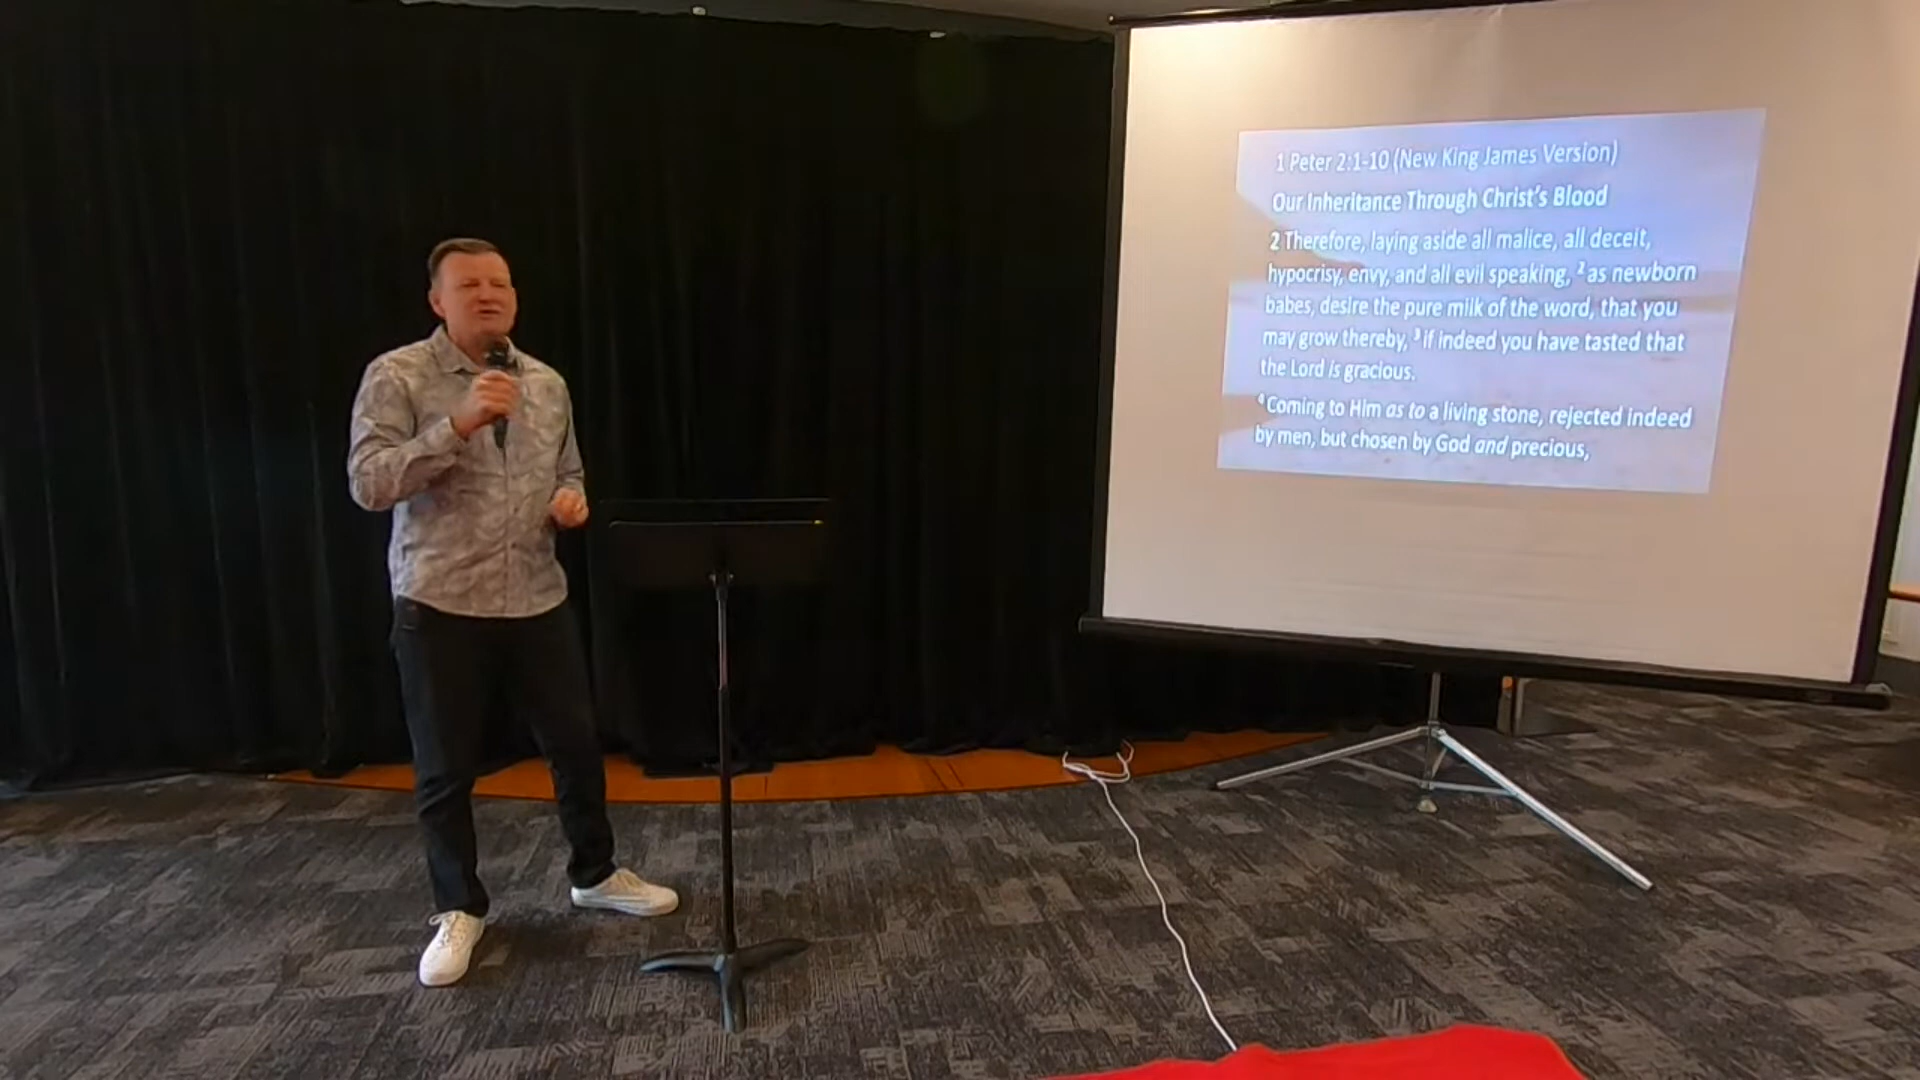 1 Peter 2:1-10 (New King James Version)
Our Inheritance Through Christ's Blood
2 Therefore, laying aside all malice, all deceit,
hypocrisy, envy, and all evil speaking, ² as newborn
babes, desire the pure milk of the word, that you
may grow thereby, ³ if indeed you have tasted that
the Lord is gracious.
⁴ Coming to Him as to a living stone, rejected indeed
by men, but chosen by God and precious,